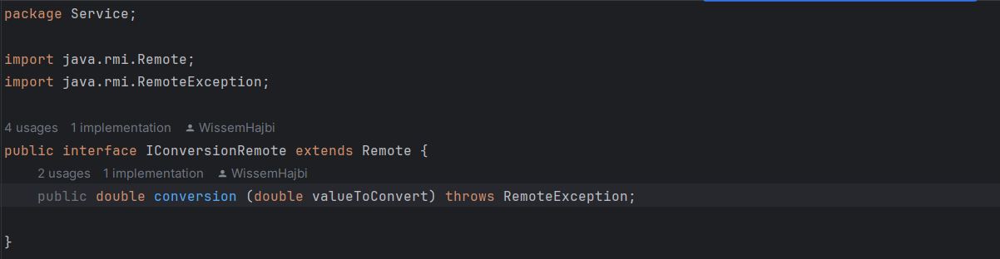 package Service;
import java.rmi.Remote;
import java.rmi.RemoteException;
4 usages 1 implementation WissemHajbi
public interface IConversionRemote extends Remote {
2 usages 1 implementation WissemHajbi
public double conversion (double valueToConvert) throws RemoteException;
}